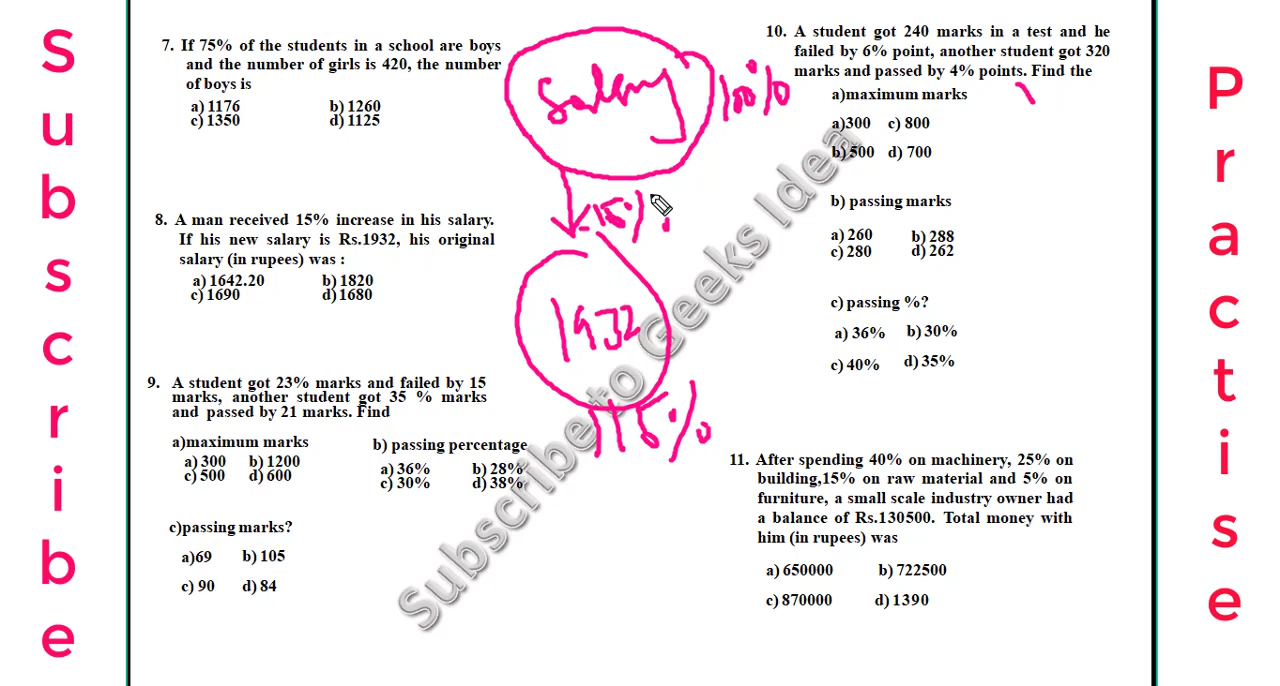 Subscribe
7. If 75% of the students in a school are boys
and the number of girls is 420, the number
of boys is
a) 1176 b) 1260
c) 1350 d) 1125
8. A man received 15% increase in his salary.
If his new salary is Rs.1932, his original
salary (in rupees) was :
a) 1642.20 b) 1820
c) 1690 d) 1680
9. A student got 23% marks and failed by 15
marks, another student got 35 % marks
and passed by 21 marks. Find
a)maximum marks
a) 300 b) 1200
c) 500 d) 600
b) passing percentage
a) 36% b) 28%
c) 30% d) 38%
c)passing marks?
a)69 b) 105
c) 90 d) 84
Salary
100%
15%
1932
115%
10. A student got 240 marks in a test and he
failed by 6% point, another student got 320
marks and passed by 4% points. Find the
a)maximum marks
a)300 c) 800
b) 500 d) 700
b) passing marks
a) 260 b) 288
c) 280 d) 262
c) passing %?
a) 36% b) 30%
c) 40% d) 35%
11. After spending 40% on machinery, 25% on
building,15% on raw material and 5% on
furniture, a small scale industry owner had
a balance of Rs.130500. Total money with
him (in rupees) was
a) 650000 b) 722500
c) 870000 d) 1390
Subscribe to Geeks Idea
Practise